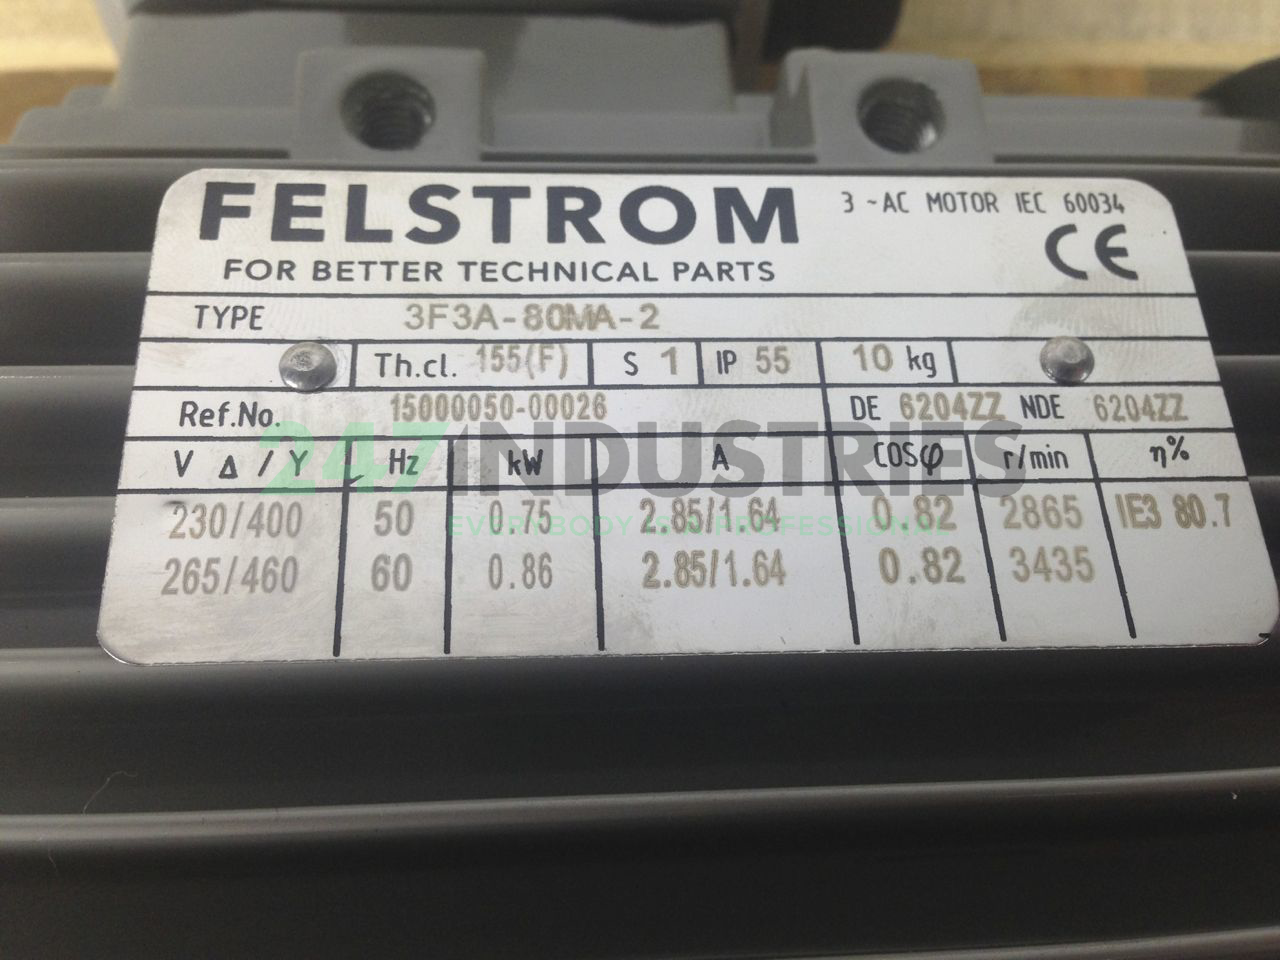 FELSTROM
3 ~AC MOTOR IEC 60034
FOR BETTER TECHNICAL PARTS
CE
TYPE 3F3A-80MA-2
Th.cl. 155(F) S 1 IP 55 10 kg
Ref.No. 15000050-00026 DE 6204ZZ NDE 6204ZZ
V Δ / Y Hz kW A COSφ r/min η%
230/400 50 0.75 2.85/1.64 0.82 2865 IE3 80.7
265/460 60 0.86 2.85/1.64 0.82 3435
247INDUSTRIES
EVERYBODY IS A PROFESSIONAL